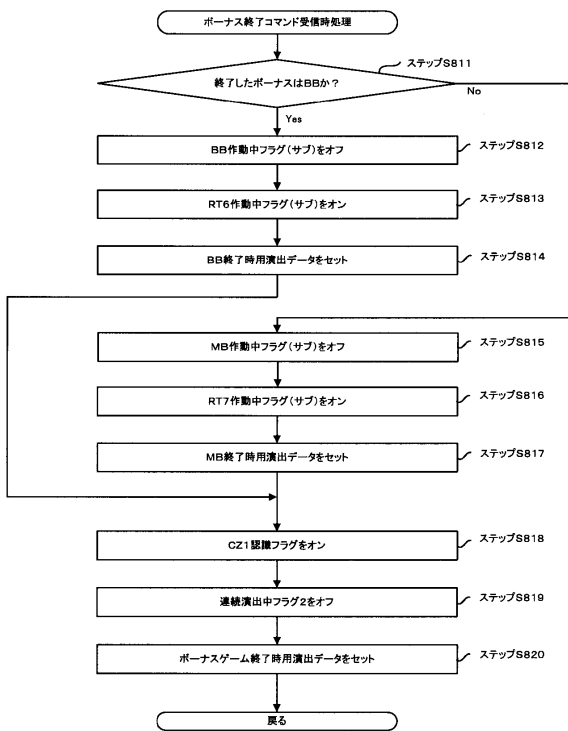 ボーナス終了コマンド受信時処理
ステップS811
終了したボーナスはBBか?
No
Yes
BB作動中フラグ(サブ)をオフ
ステップS812
RT6作動中フラグ(サブ)をオン
ステップS813
BB終了時用演出データをセット
ステップS814
MB作動中フラグ(サブ)をオフ
ステップS815
RT7作動中フラグ(サブ)をオン
ステップS816
MB終了時用演出データをセット
ステップS817
CZ1認識フラグをオン
ステップS818
連続演出中フラグ2をオフ
ステップS819
ボーナスゲーム終了時用演出データをセット
ステップS820
戻る